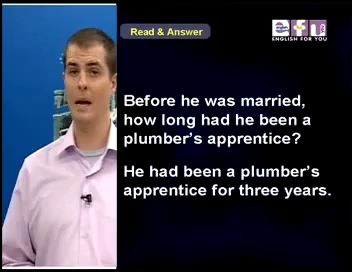 Read & Answer
efu
ENGLISH FOR YOU
Before he was married,
how long had he been a
plumber's apprentice?
He had been a plumber's
apprentice for three years.